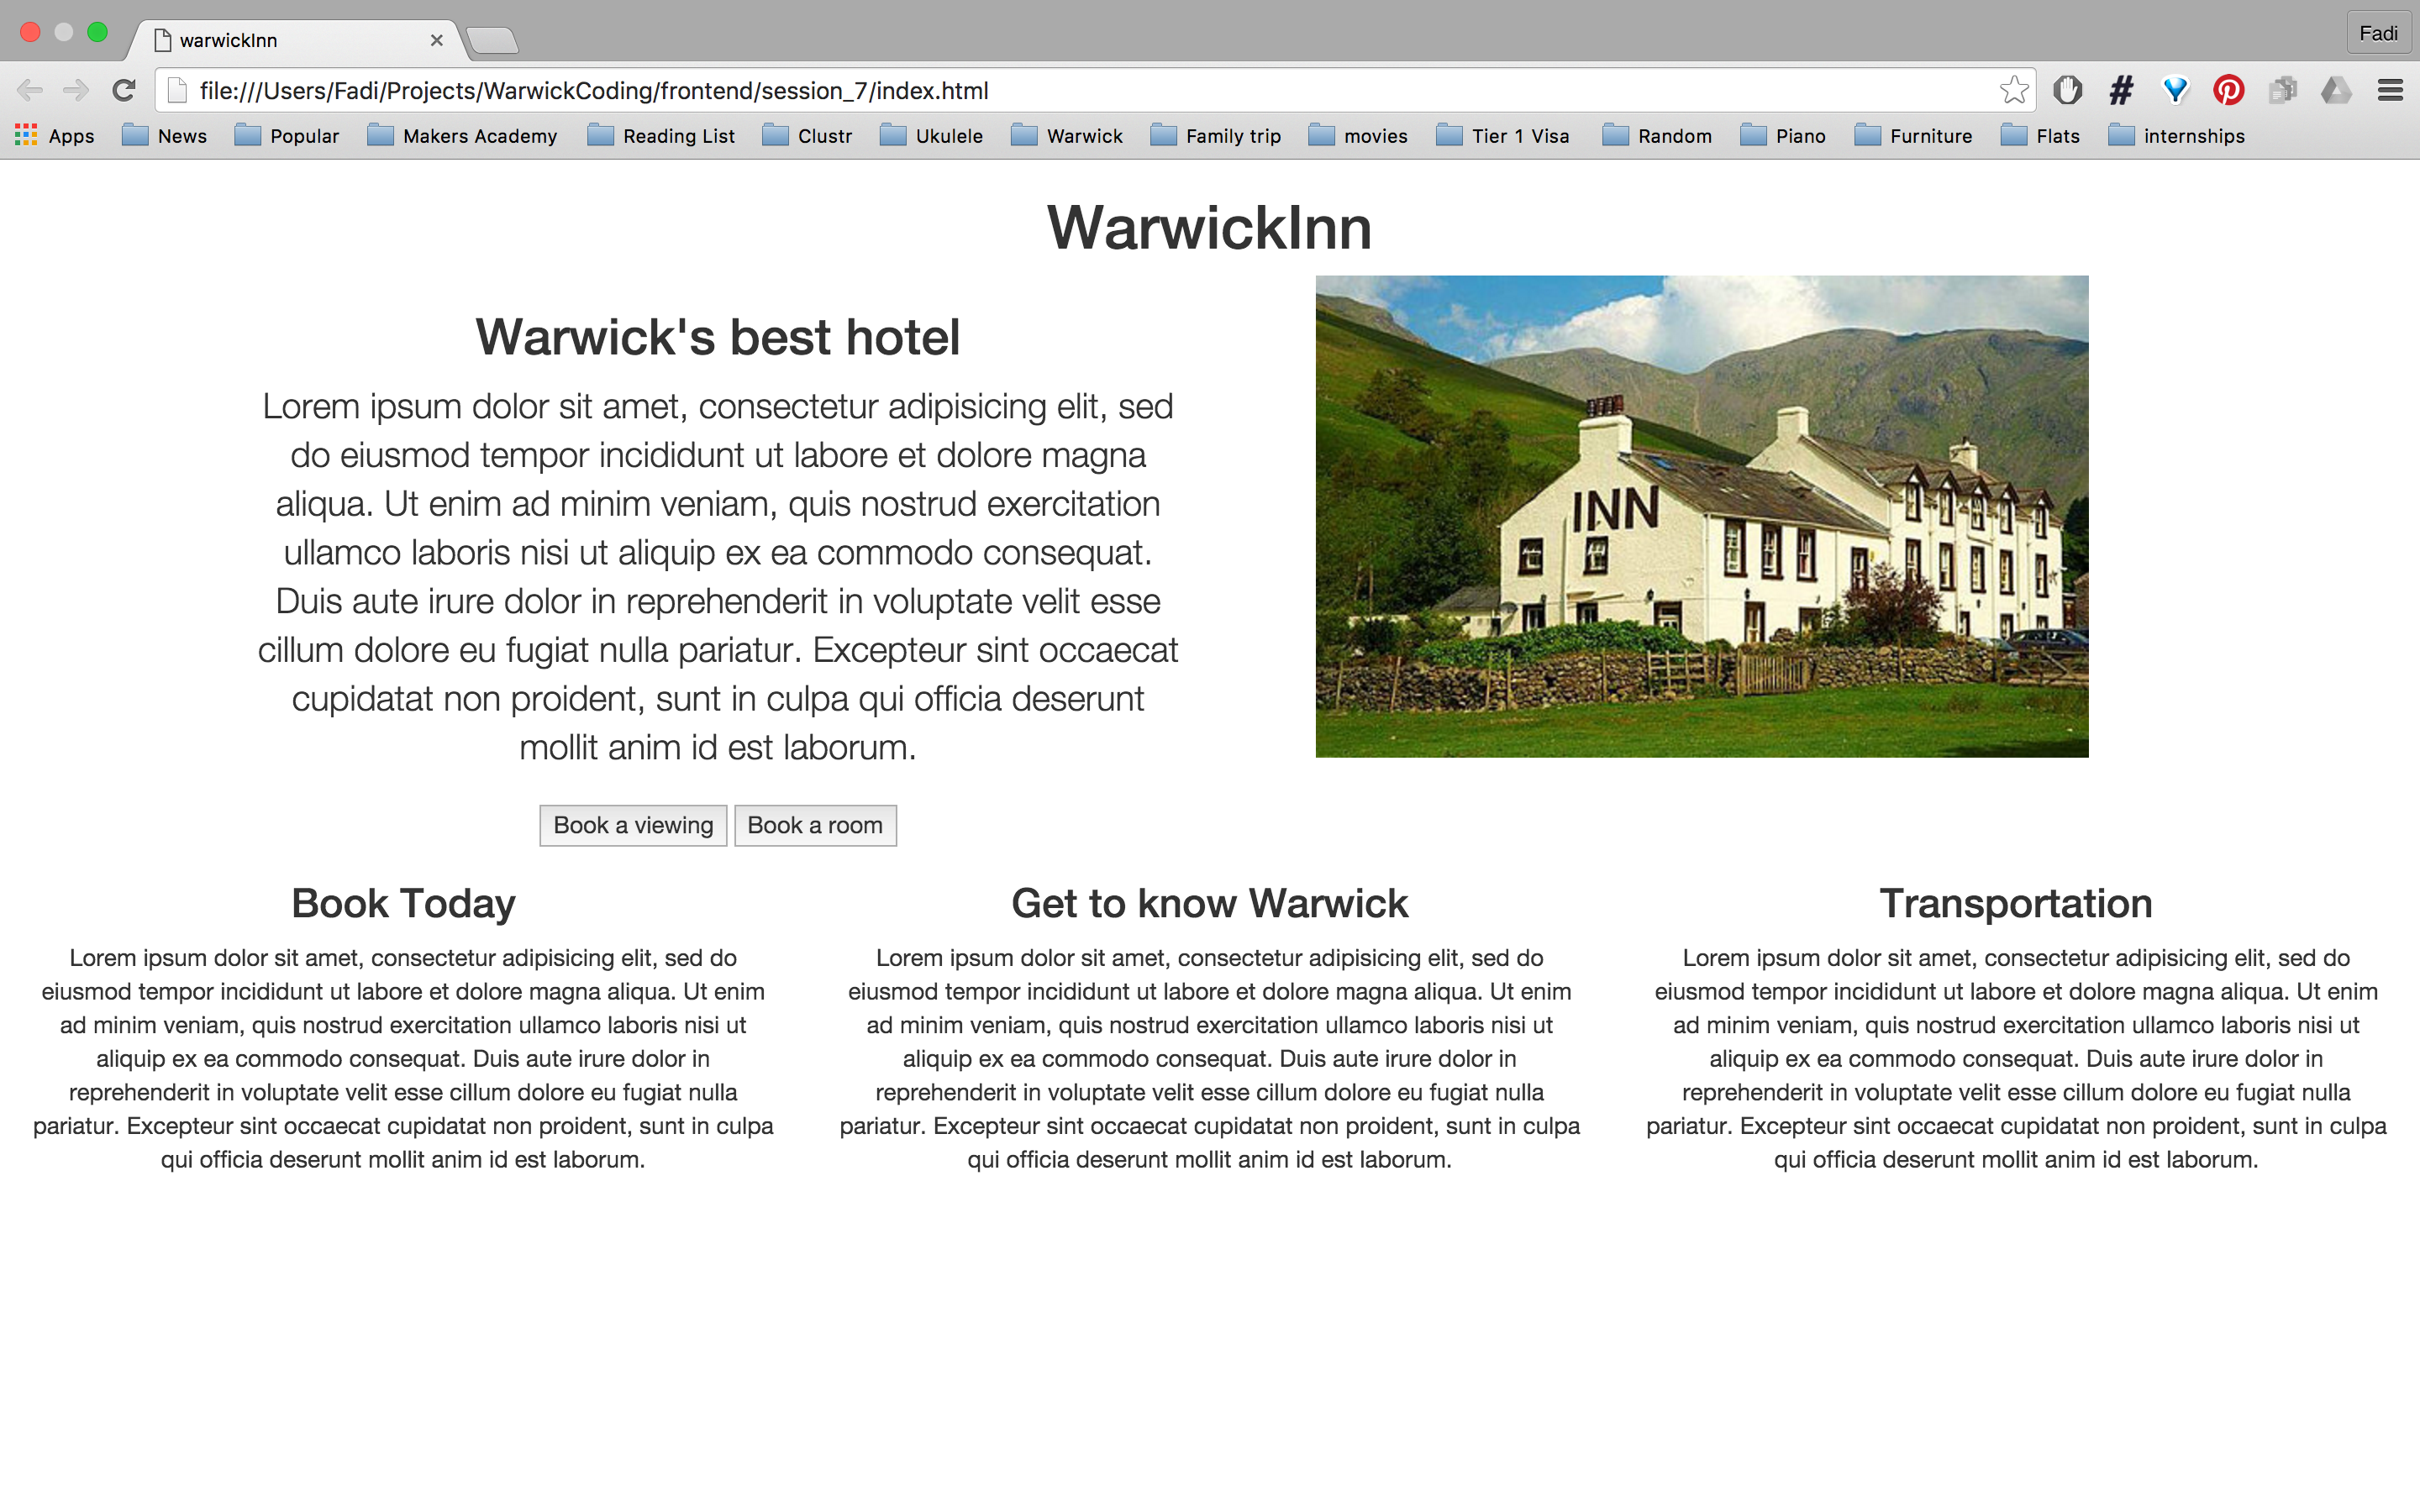 warwickInn
Fadi
file:///Users/Fadi/Projects/WarwickCoding/frontend/session_7/index.html
#
Apps News Popular Makers Academy Reading List Clustr Ukulele Warwick Family trip movies Tier 1 Visa Random Piano Furniture Flats internships
WarwickInn
Warwick's best hotel
Lorem ipsum dolor sit amet, consectetur adipisicing elit, sed
do eiusmod tempor incididunt ut labore et dolore magna
aliqua. Ut enim ad minim veniam, quis nostrud exercitation
ullamco laboris nisi ut aliquip ex ea commodo consequat.
Duis aute irure dolor in reprehenderit in voluptate velit esse
cillum dolore eu fugiat nulla pariatur. Excepteur sint occaecat
cupidatat non proident, sunt in culpa qui officia deserunt
mollit anim id est laborum.
INN
Book a viewing Book a room
Book Today
Lorem ipsum dolor sit amet, consectetur adipisicing elit, sed do
eiusmod tempor incididunt ut labore et dolore magna aliqua. Ut enim
ad minim veniam, quis nostrud exercitation ullamco laboris nisi ut
aliquip ex ea commodo consequat. Duis aute irure dolor in
reprehenderit in voluptate velit esse cillum dolore eu fugiat nulla
pariatur. Excepteur sint occaecat cupidatat non proident, sunt in culpa
qui officia deserunt mollit anim id est laborum.
Get to know Warwick
Lorem ipsum dolor sit amet, consectetur adipisicing elit, sed do
eiusmod tempor incididunt ut labore et dolore magna aliqua. Ut enim
ad minim veniam, quis nostrud exercitation ullamco laboris nisi ut
aliquip ex ea commodo consequat. Duis aute irure dolor in
reprehenderit in voluptate velit esse cillum dolore eu fugiat nulla
pariatur. Excepteur sint occaecat cupidatat non proident, sunt in culpa
qui officia deserunt mollit anim id est laborum.
Transportation
Lorem ipsum dolor sit amet, consectetur adipisicing elit, sed do
eiusmod tempor incididunt ut labore et dolore magna aliqua. Ut enim
ad minim veniam, quis nostrud exercitation ullamco laboris nisi ut
aliquip ex ea commodo consequat. Duis aute irure dolor in
reprehenderit in voluptate velit esse cillum dolore eu fugiat nulla
pariatur. Excepteur sint occaecat cupidatat non proident, sunt in culpa
qui officia deserunt mollit anim id est laborum.